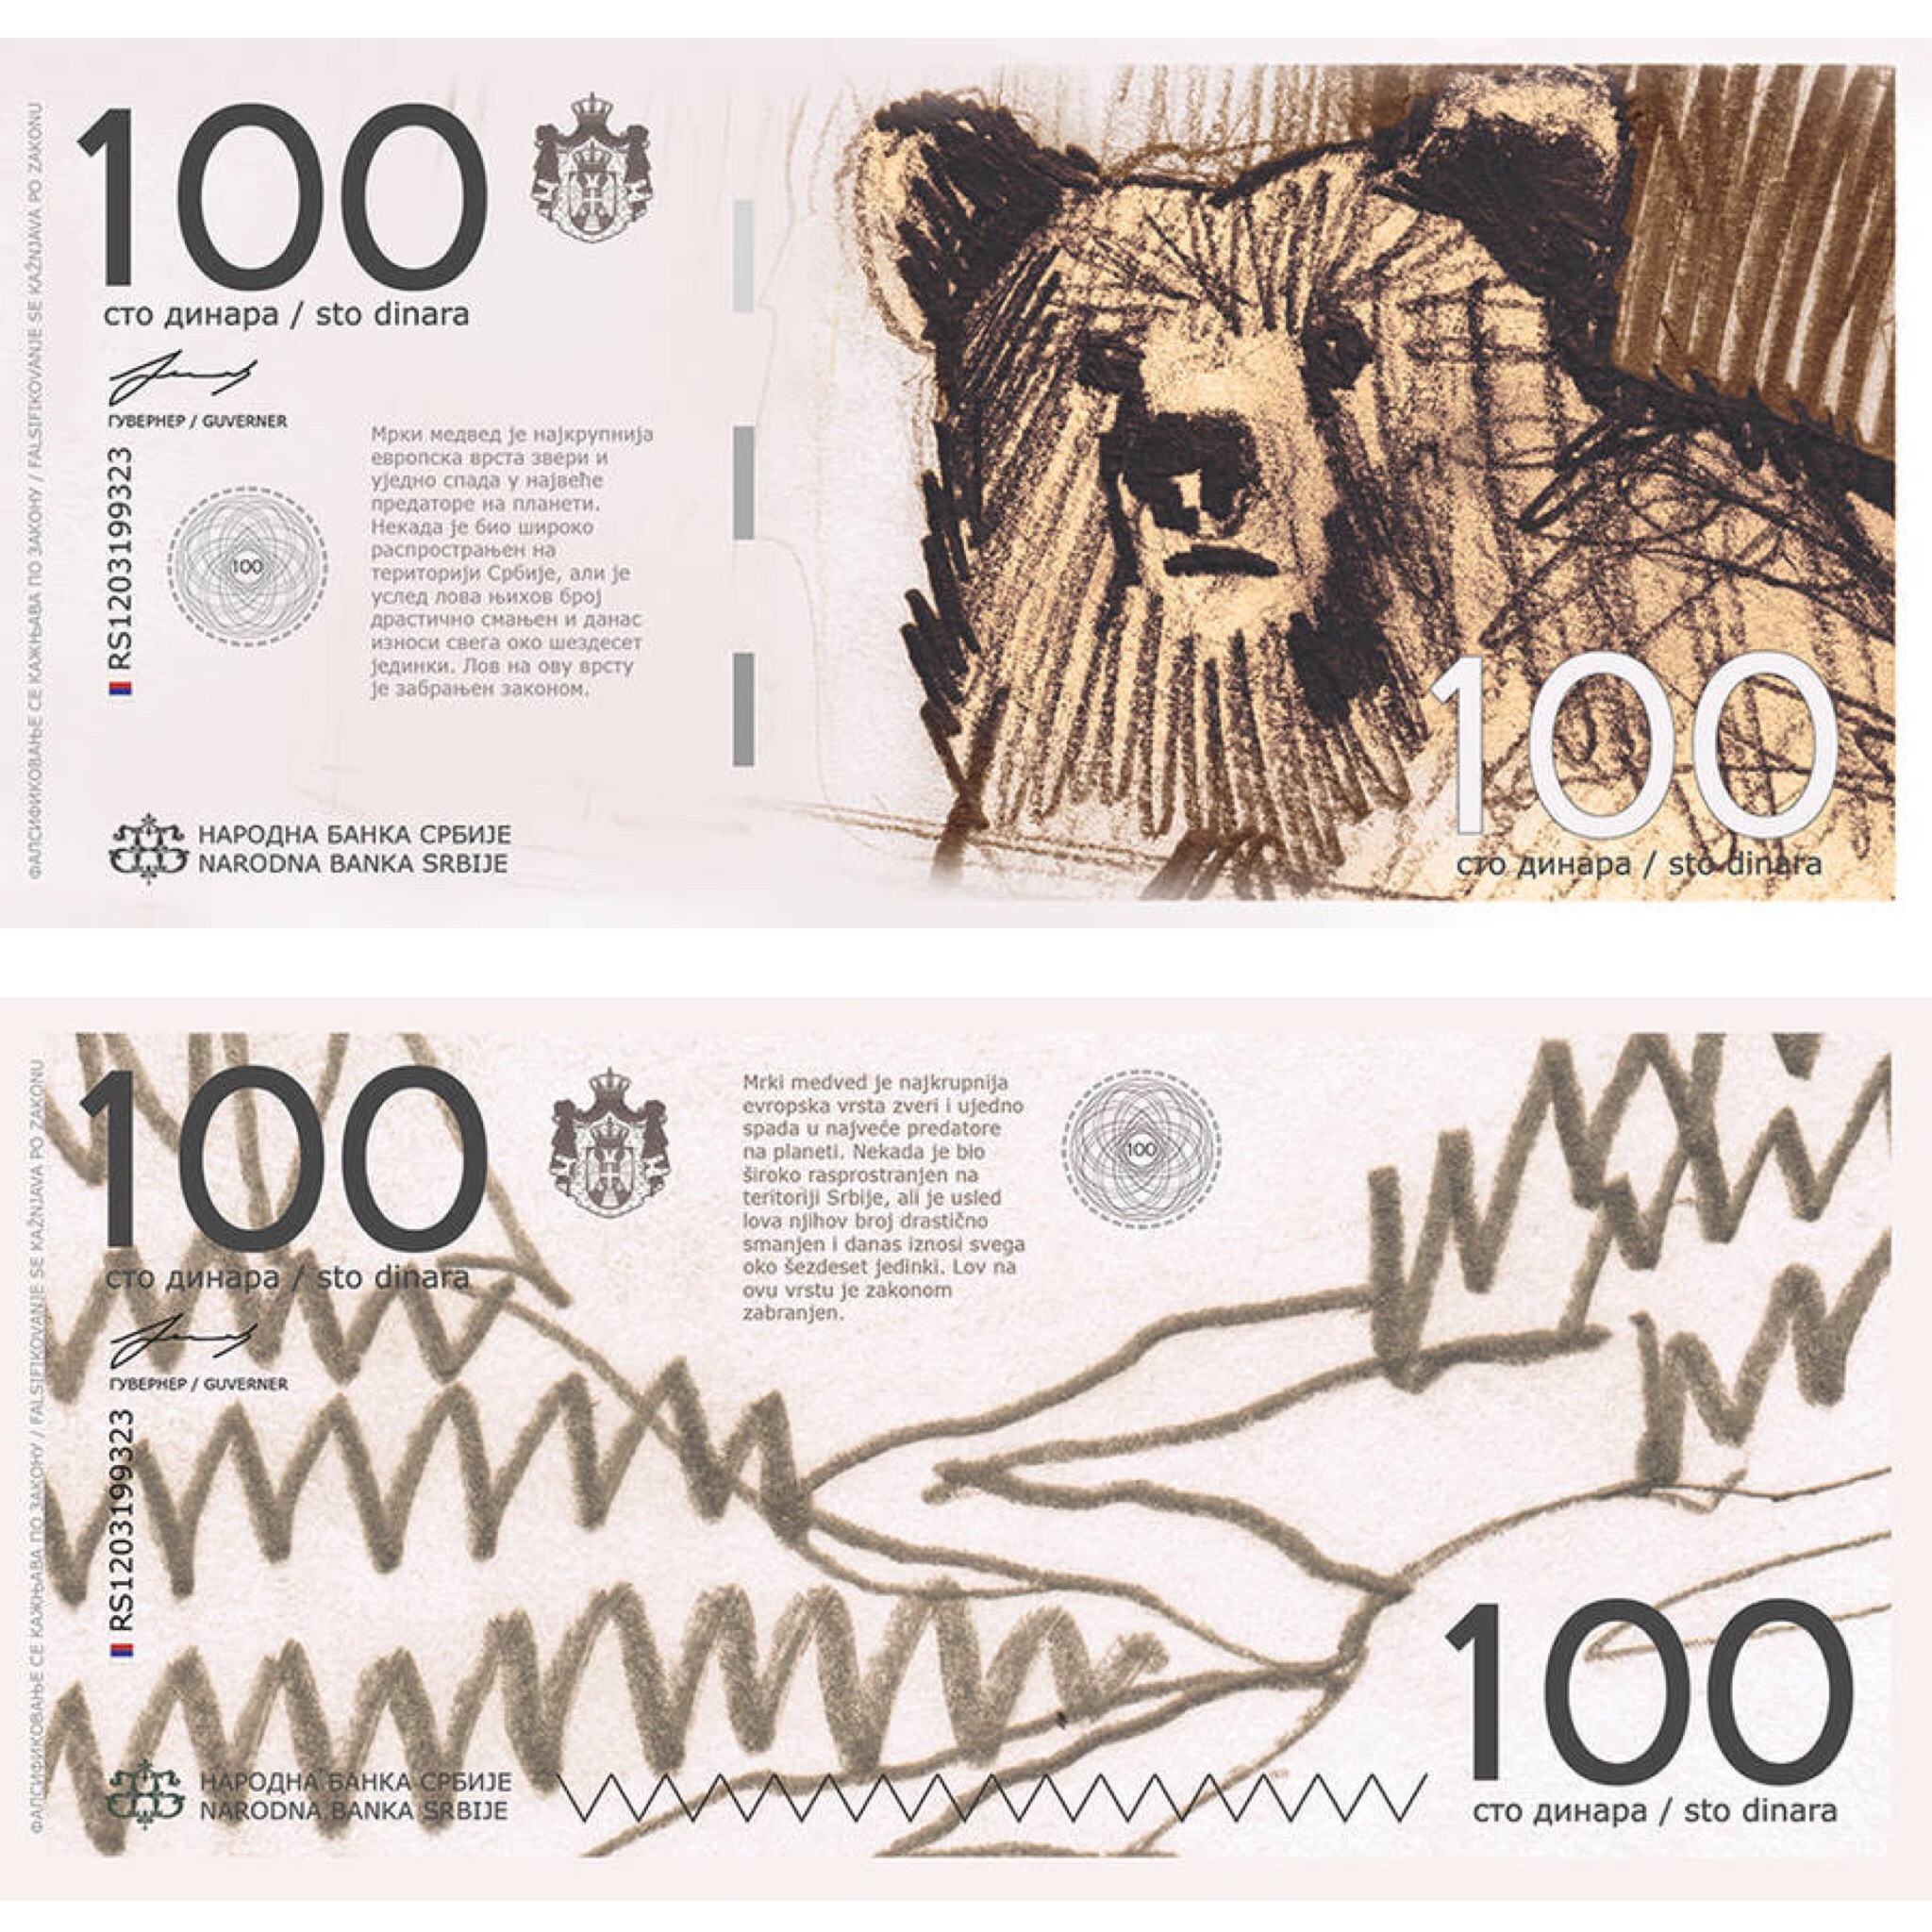 ФАЛСИФИКОВАЊЕ СЕ КАЖЊАВА ПО ЗАКОНУ / FALSIFIKOVANJE SE KAŽNJAVA PO ZAKONU
100
сто динара / sto dinara
ГУВЕРНЕР / GUVERNER
RS1203199323
100
Мрки медвед је најкрупнија
европска врста звери и
уједно спада у највеће
предаторе на планети.
Некада је био широко
распрострањен на
територији Србије, али је
услед лова њихов број
драстично смањен и данас
износи свега око шездесет
јединки. Лов на ову врсту
је забрањен законом.
НАРОДНА БАНКА СРБИЈЕ
NARODNA BANKA SRBIJE
100
сто динара / sto dinara
ФАЛСИФИКОВАЊЕ СЕ КАЖЊАВА ПО ЗАКОНУ / FALSIFIKOVANJE SE KAŽNJAVA PO ZAKONU
100
сто динара / sto dinara
ГУВЕРНЕР / GUVERNER
RS1203199323
Mrki medved je najkrupnija
evropska vrsta zveri i ujedno
spada u najveće predatore
na planeti. Nekada je bio
široko rasprostranjen na
teritoriji Srbije, ali je usled
lova njihov broj drastično
smanjen i danas iznosi svega
oko šezdeset jedinki. Lov na
ovu vrstu je zakonom
zabranjen.
100
НАРОДНА БАНКА СРБИЈЕ
NARODNA BANKA SRBIJE
100
сто динара / sto dinara